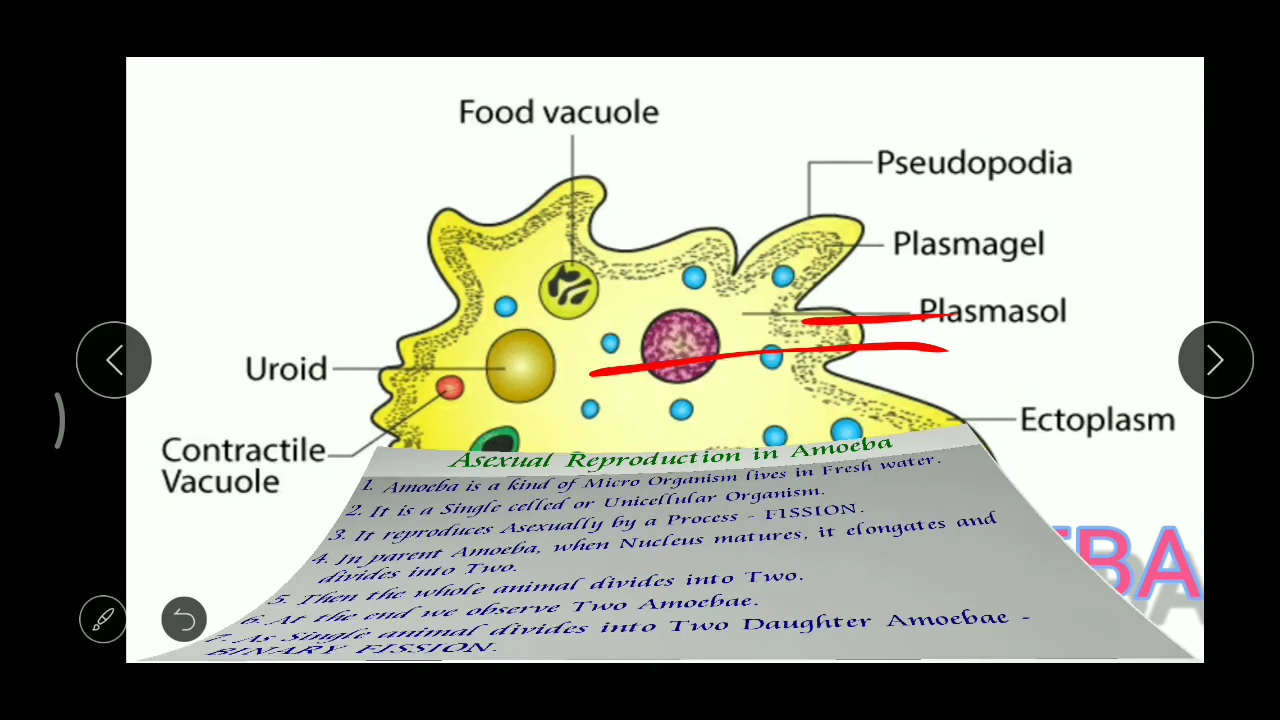 Food vacuole
Pseudopodia
Plasmagel
Plasmasol
Uroid
Ectoplasm
Contractile
Vacuole
Asexual Reproduction in Amoeba
1. Amoeba is a kind of Micro Organism lives in Fresh water.
2. It is a Single celled or Unicellular Organism.
3. It reproduces Asexually by a Process - FISSION.
4. In parent Amoeba, when Nucleus matures, it elongates and
divides into Two.
5. Then the whole animal divides into Two.
6. At the end we observe Two Amoebae.
7. As Single animal divides into Two Daughter Amoebae -
BINARY FISSION.